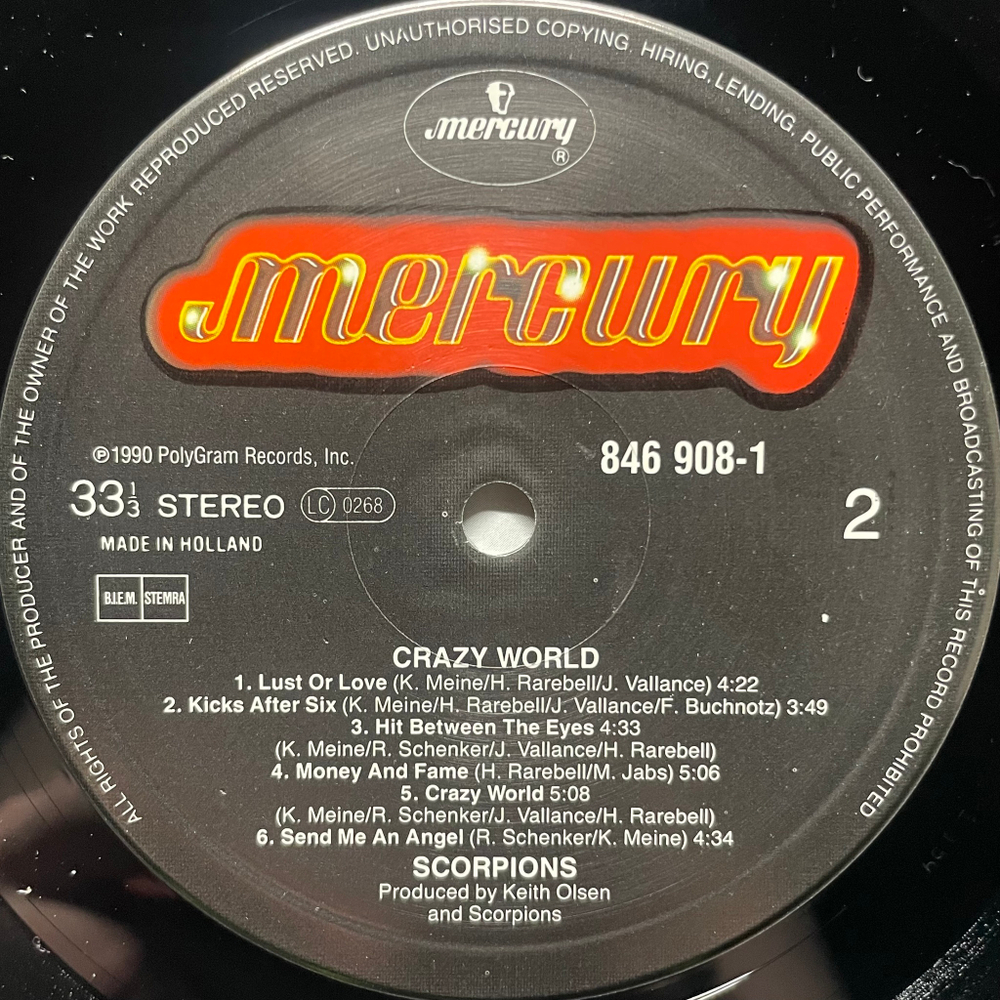 ALL RIGHTS OF THE PRODUCER AND OF THE OWNER OF THE WORK REPRODUCED RESERVED. UNAUTHORISED COPYING, HIRING, LENDING, PUBLIC PERFORMANCE AND BROADCASTING OF THIS RECORD PROHIBITED
mercury
®
mercury
℗1990 PolyGram Records, Inc.
846 908-1
33⅓ STEREO LC 0268
2
MADE IN HOLLAND
B.I.E.M. STEMRA
CRAZY WORLD
1. Lust Or Love (K. Meine/H. Rarebell/J. Vallance) 4:22
2. Kicks After Six (K. Meine/H. Rarebell/J. Vallance/F. Buchnotz) 3:49
3. Hit Between The Eyes 4:33
(K. Meine/R. Schenker/J. Vallance/H. Rarebell)
4. Money And Fame (H. Rarebell/M. Jabs) 5:06
5. Crazy World 5:08
(K. Meine/R. Schenker/J. Vallance/H. Rarebell)
6. Send Me An Angel (R. Schenker/K. Meine) 4:34
SCORPIONS
Produced by Keith Olsen
and Scorpions